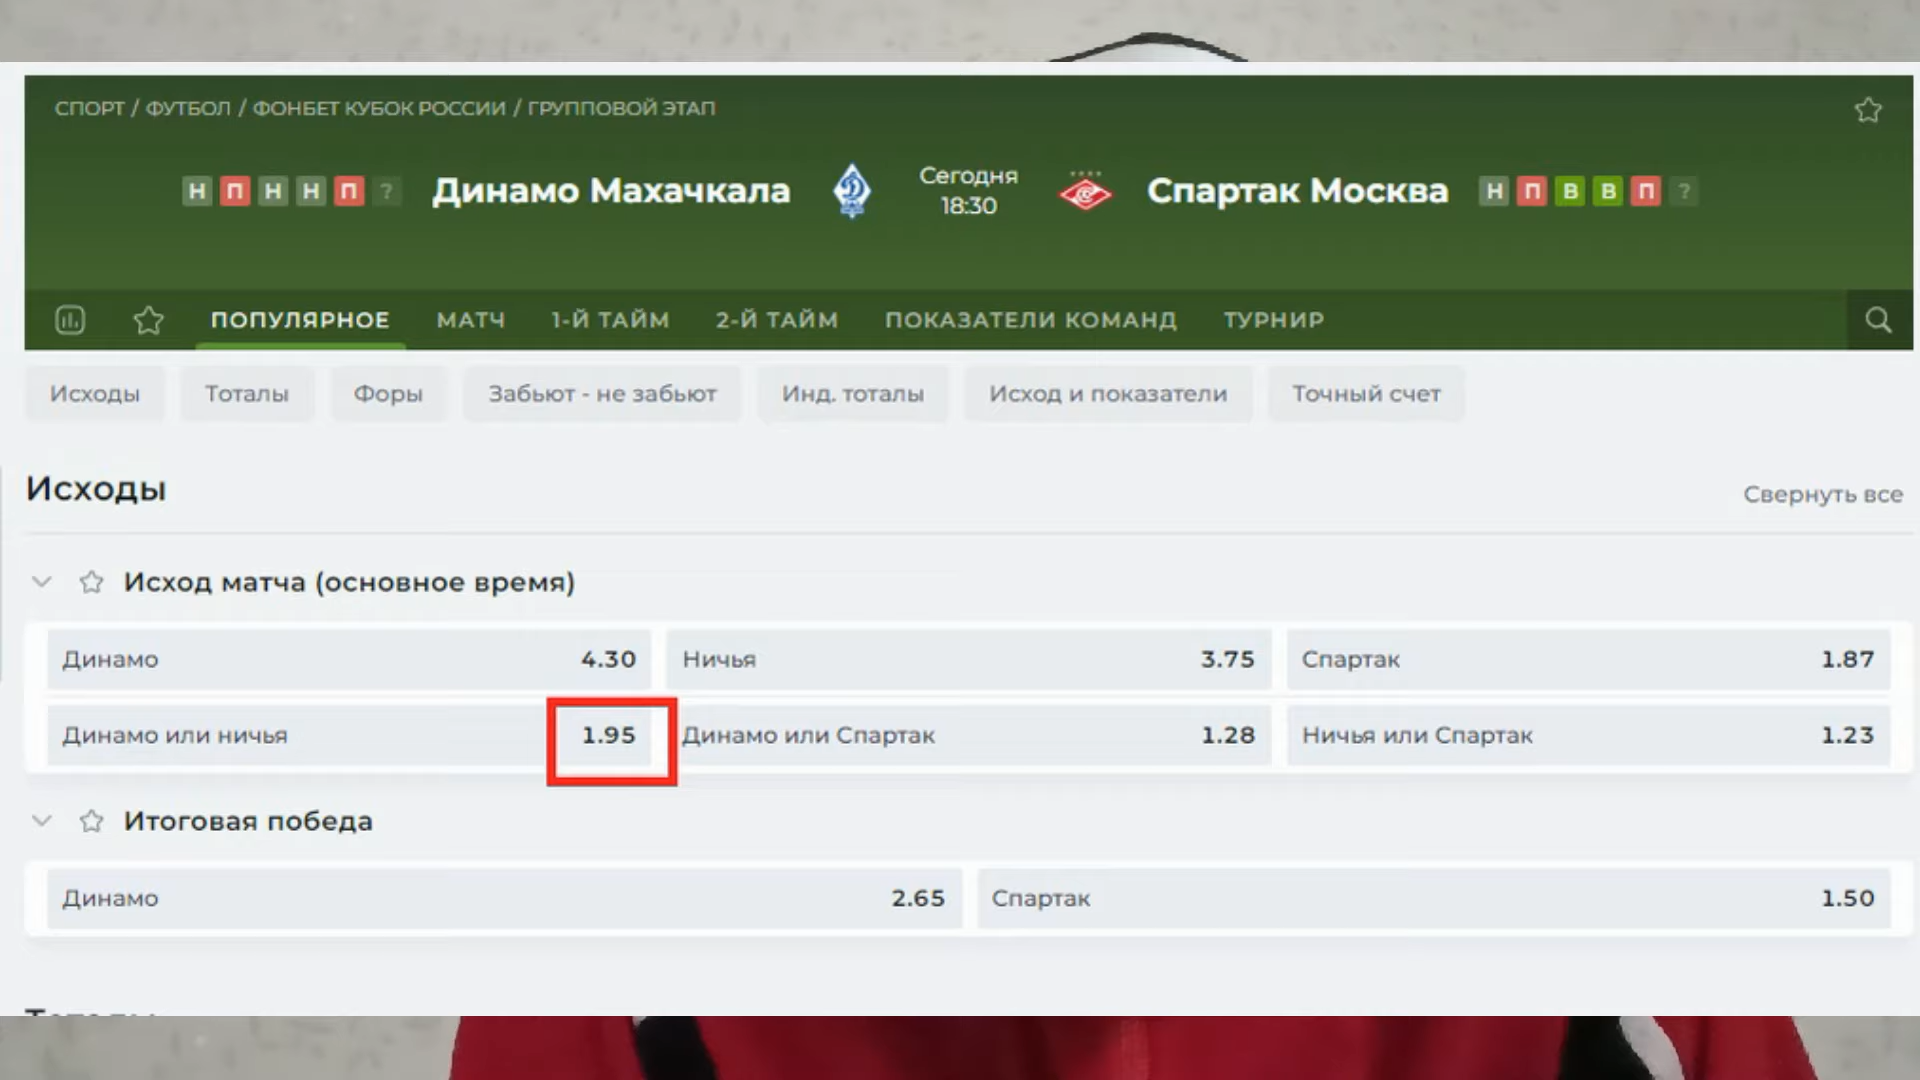 СПОРТ / ФУТБОЛ / ФОНБЕТ КУБОК РОССИИ / ГРУППОВОЙ ЭТАП
Н П Н Н П ? Динамо Махачкала Сегодня 18:30 Спартак Москва Н П В В П ?
ПОПУЛЯРНОЕ МАТЧ 1-Й ТАЙМ 2-Й ТАЙМ ПОКАЗАТЕЛИ КОМАНД ТУРНИР
Исходы Тоталы Форы Забьют - не забьют Инд. тоталы Исход и показатели Точный счет
Исходы Свернуть все
Исход матча (основное время)
Динамо 4.30 Ничья 3.75 Спартак 1.87
Динамо или ничья 1.95 Динамо или Спартак 1.28 Ничья или Спартак 1.23
Итоговая победа
Динамо 2.65 Спартак 1.50